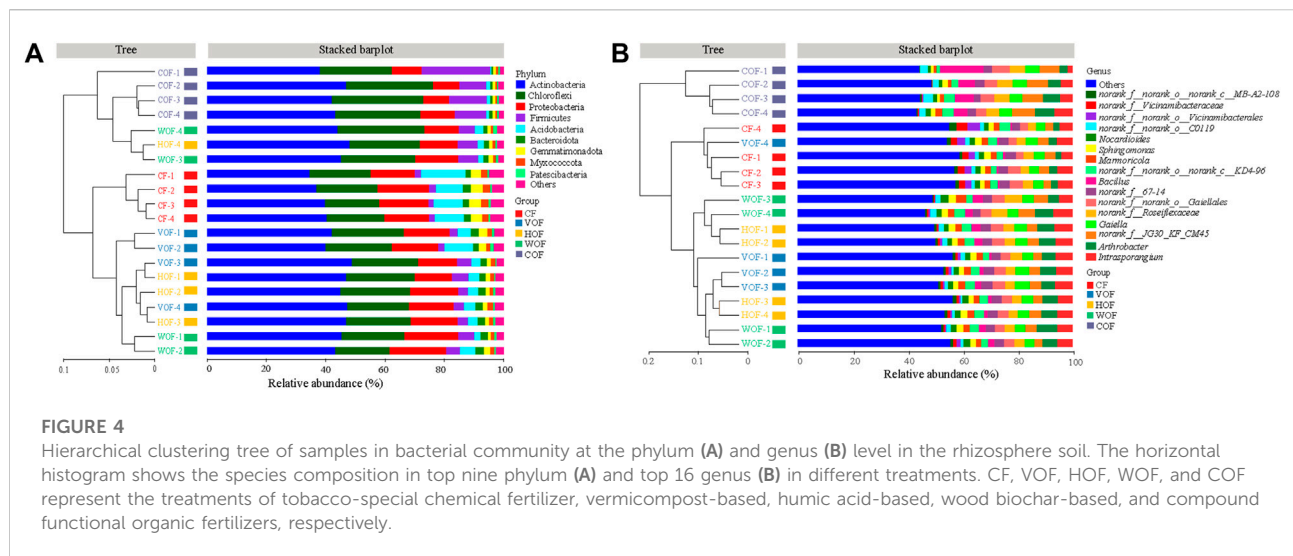 A
Tree
Stacked barplot
COF-1
COF-2
COF-3
COF-4
WOF-4
HOF-4
WOF-3
CF-1
CF-2
CF-3
CF-4
VOF-1
VOF-2
VOF-3
HOF-1
HOF-2
VOF-4
HOF-3
WOF-1
WOF-2
0.1
0.05
0
0
20
40
60
80
100
Relative abundance (%)
Phylum
Actinobacteria
Chloroflexi
Proteobacteria
Firmicutes
Acidobacteria
Bacteroidota
Gemmatimonadota
Myxococcota
Patescibacteria
Others
Group
CF
VOF
HOF
WOF
COF
B
Tree
Stacked barplot
COF-1
COF-2
COF-3
COF-4
CF-4
VOF-4
CF-1
CF-2
CF-3
WOF-3
WOF-4
HOF-1
HOF-2
VOF-1
VOF-2
VOF-3
HOF-3
HOF-4
WOF-1
WOF-2
0.2
0.1
0
0
20
40
60
80
100
Relative abundance (%)
Genus
Others
norank_f__norank_o__norank_c__MB-A2-108
norank_f__Vicinamibacteraceae
norank_f__norank_o__Vicinamibacterales
norank_f__norank_o__C0119
Nocardioides
Sphingomonas
Marmoricola
norank_f__norank_o__norank_c__KD4-96
Bacillus
norank_f__67-14
norank_f__norank_o__Gaiellales
norank_f__Roseiflexaceae
Gaiella
norank_f__JG30_KF_CM45
Arthrobacter
Intrasporangium
Group
CF
VOF
HOF
WOF
COF
FIGURE 4
Hierarchical clustering tree of samples in bacterial community at the phylum (A) and genus (B) level in the rhizosphere soil. The horizontal
histogram shows the species composition in top nine phylum (A) and top 16 genus (B) in different treatments. CF, VOF, HOF, WOF, and COF
represent the treatments of tobacco-special chemical fertilizer, vermicompost-based, humic acid-based, wood biochar-based, and compound
functional organic fertilizers, respectively.